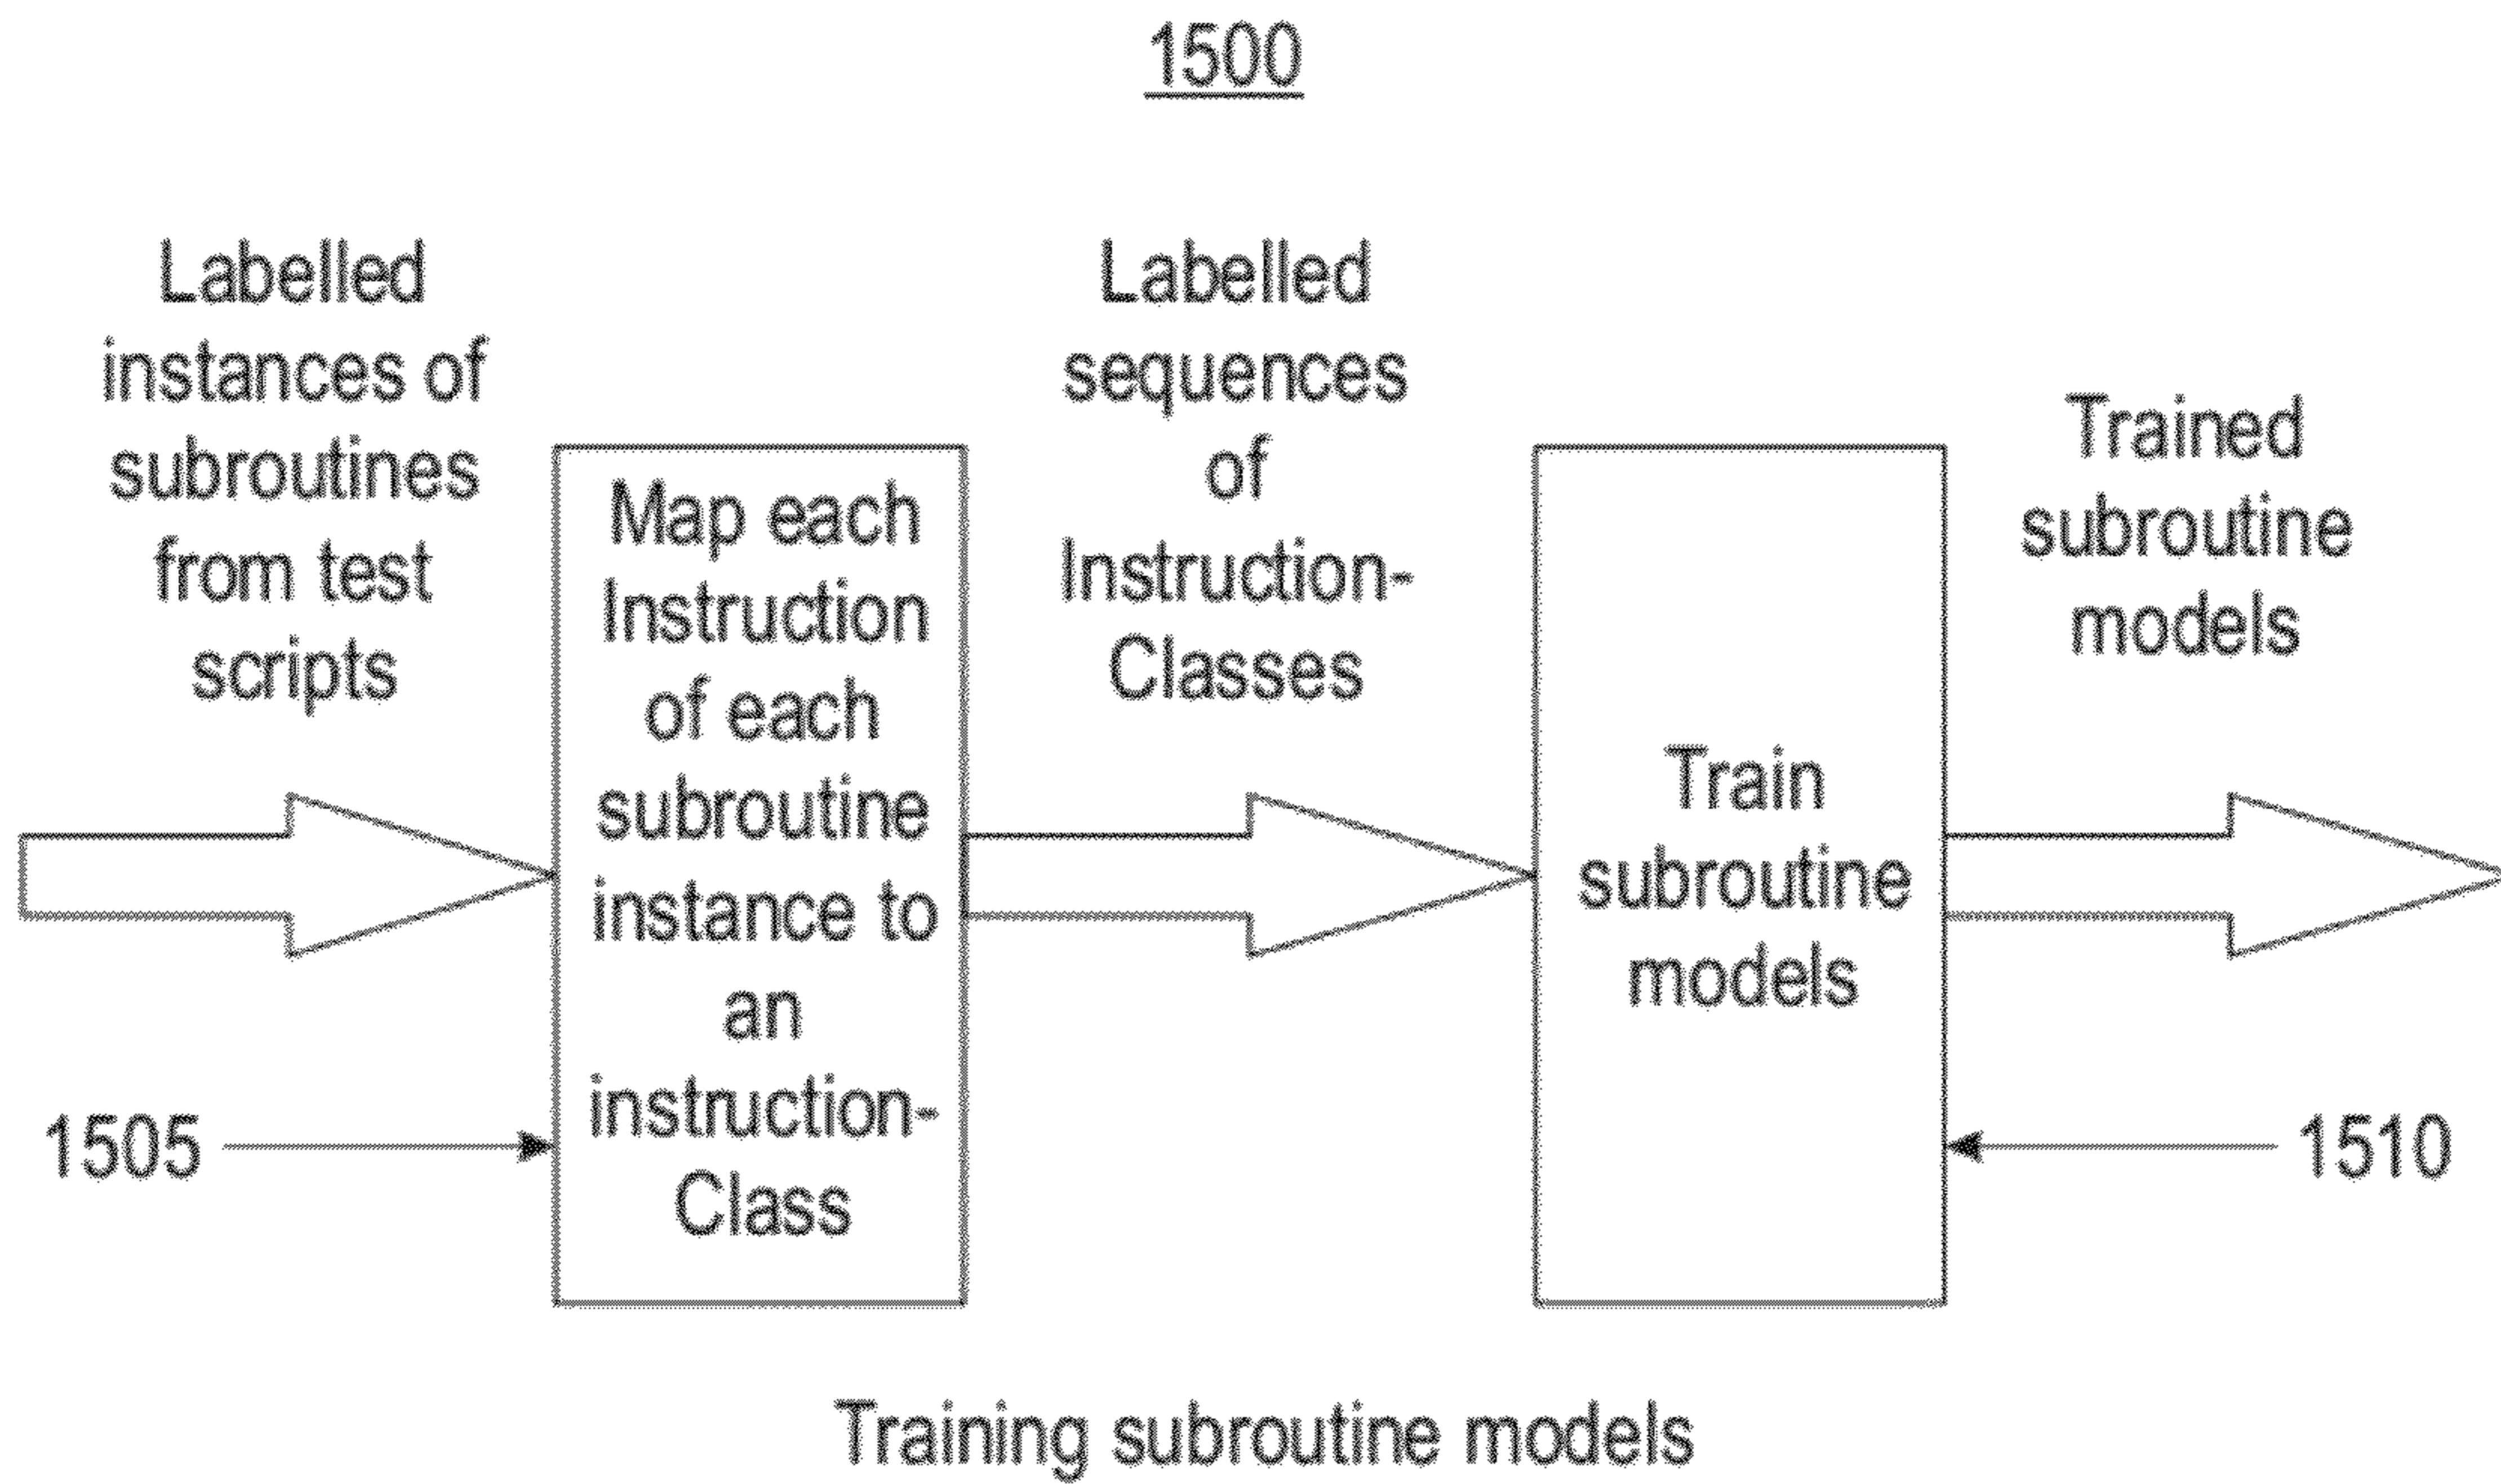 1500
Labelled
instances of
subroutines
from test
scripts
Map each
Instruction
of each
subroutine
instance to
an
instruction-
Class
Labelled
sequences
of
Instruction-
Classes
Train
subroutine
models
Trained
subroutine
models
1505
1510
Training subroutine models